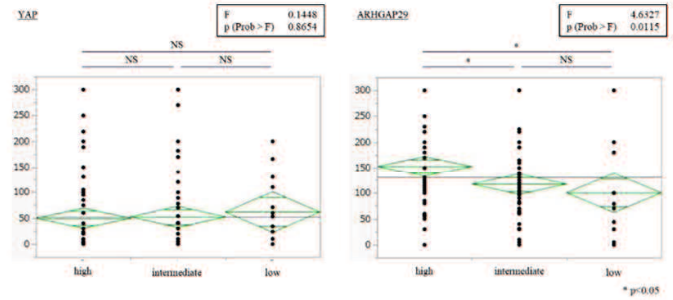 YAP
F 0.1448
p (Prob > F) 0.8654
NS
NS NS
300
250
200
150
100
50
0
high intermediate low
ARHGAP29
F 4.6327
p (Prob > F) 0.0115
*
* NS
300
250
200
150
100
50
0
high intermediate low
* p<0.05